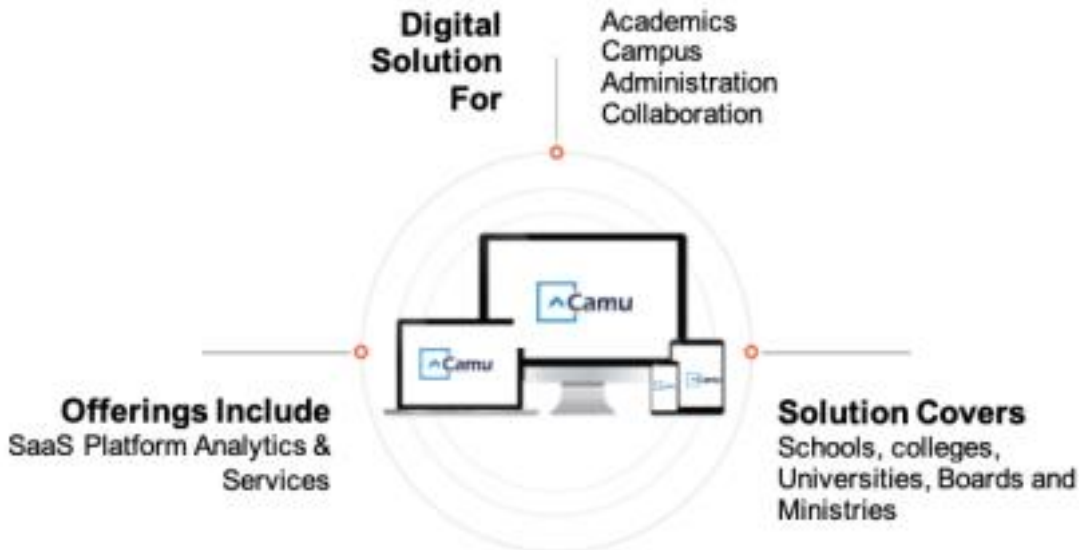 Digital
Solution
For
Academics
Campus
Administration
Collaboration
Camu
Camu
Camu
Offerings Include
SaaS Platform Analytics &
Services
Solution Covers
Schools, colleges,
Universities, Boards and
Ministries